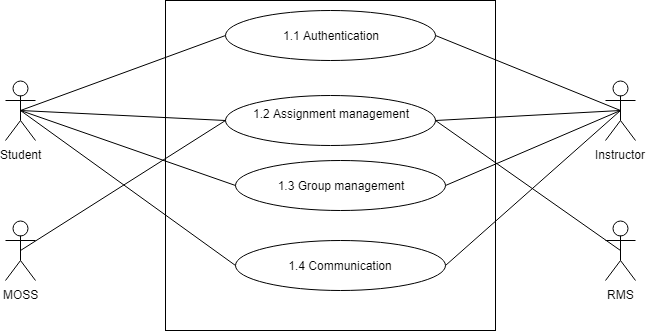 1.1 Authentication
1.2 Assignment management
Student
Instructor
1.3 Group management
1.4 Communication
MOSS
RMS